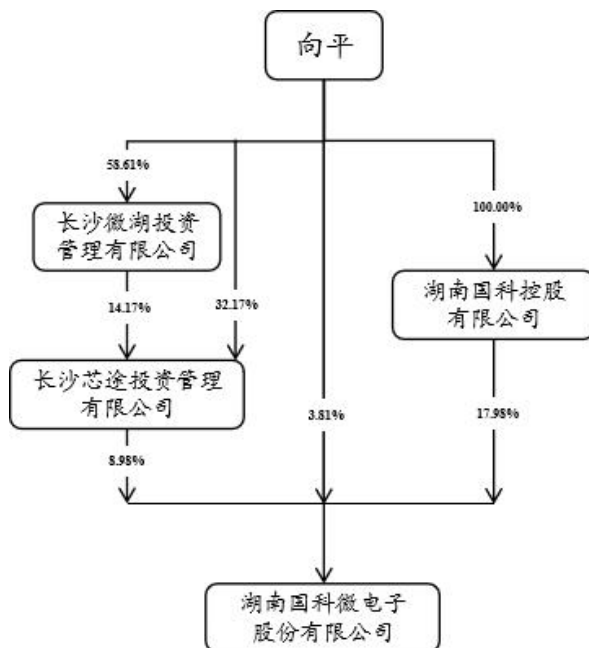 向平
58.61%
长沙微湖投资
管理有限公司
100.00%
14.17%
32.17%
湖南国科控股
有限公司
长沙芯途投资管理
有限公司
3.81%
17.98%
8.98%
湖南国科微电子
股份有限公司